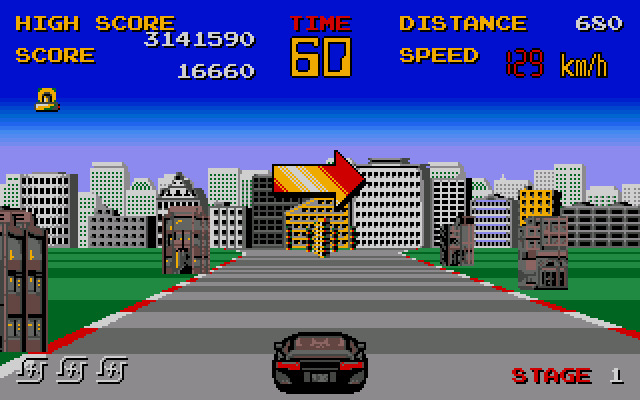 HIGH SCORE 3141590
SCORE 16660
TIME
60
DISTANCE 680
SPEED 129 km/h
STAGE 1